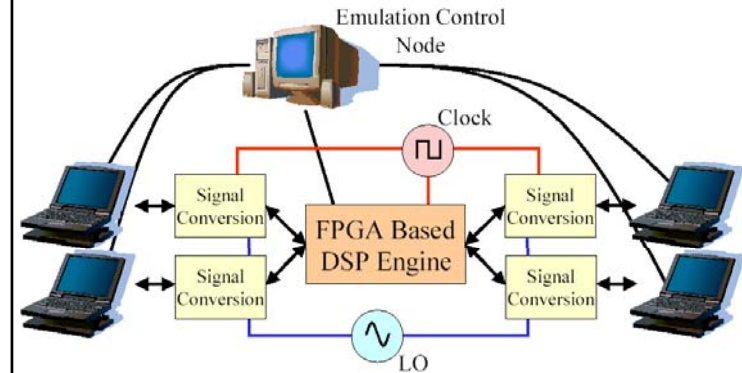 Emulation Control
Node
Clock
Signal
Conversion
Signal
Conversion
FPGA Based
DSP Engine
Signal
Conversion
Signal
Conversion
LO